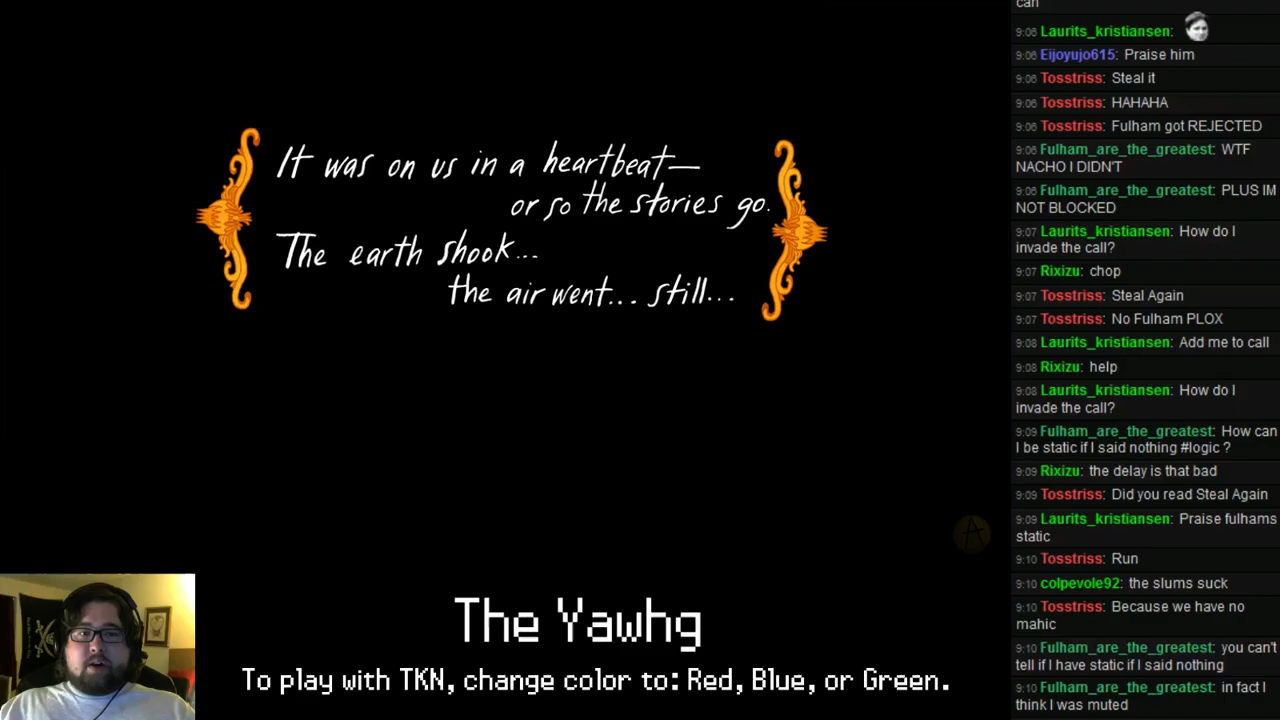 It was on us in a heartbeat—
or so the stories go.
The earth shook...
the air went... still...
A
The Yawhg
To play with TKN, change color to: Red, Blue, or Green.
can
9:06 Laurits_kristiansen:
9:06 Eijoyujo615: Praise him
9:06 Tosstriss: Steal it
9:06 Tosstriss: HAHAHA
9:06 Tosstriss: Fulham got REJECTED
9:06 Fulham_are_the_greatest: WTF
NACHO I DIDN'T
9:06 Fulham_are_the_greatest: PLUS IM
NOT BLOCKED
9:07 Laurits_kristiansen: How do I
invade the call?
9:07 Rixizu: chop
9:07 Tosstriss: Steal Again
9:07 Tosstriss: No Fulham PLOX
9:08 Laurits_kristiansen: Add me to call
9:08 Rixizu: help
9:08 Laurits_kristiansen: How do I
invade the call?
9:09 Fulham_are_the_greatest: How can
I be static if I said nothing #logic ?
9:09 Rixizu: the delay is that bad
9:09 Tosstriss: Did you read Steal Again
9:09 Laurits_kristiansen: Praise fulhams
static
9:10 Tosstriss: Run
9:10 colpevole92: the slums suck
9:10 Tosstriss: Because we have no
mahic
9:10 Fulham_are_the_greatest: you can't
tell if I have static if I said nothing
9:10 Fulham_are_the_greatest: in fact I
think I was muted